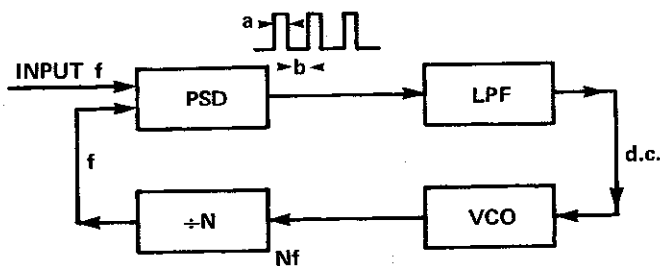 a
b
INPUT f
PSD
LPF
d.c.
f
÷N
VCO
Nf